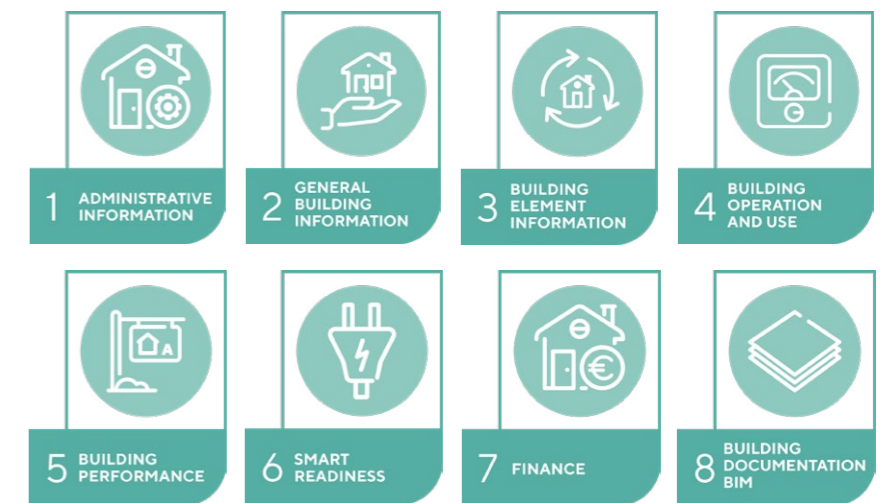 1 ADMINISTRATIVE
INFORMATION
2 GENERAL
BUILDING
INFORMATION
3 BUILDING
ELEMENT
INFORMATION
4 BUILDING
OPERATION
AND USE
A
5 BUILDING
PERFORMANCE
6 SMART
READINESS
€
7 FINANCE
8 BUILDING
DOCUMENTATION
BIM